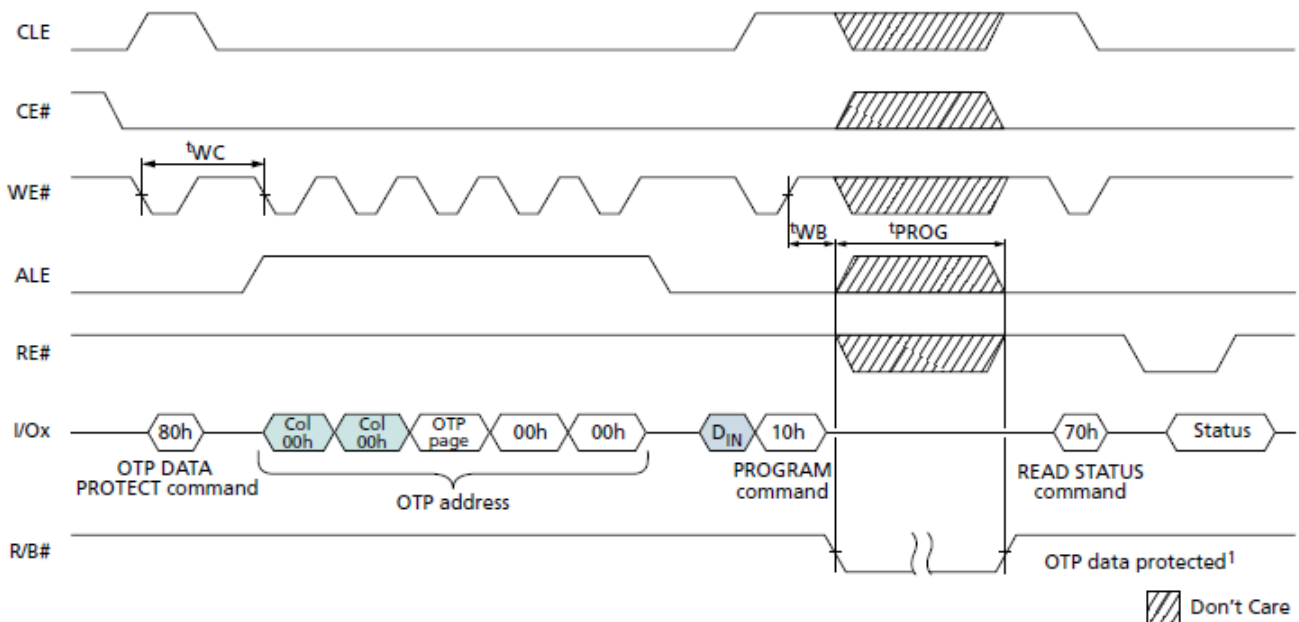 CLE
CE#
tWC
WE#
tWB
tPROG
ALE
RE#
I/Ox
80h
Col 00h
Col 00h
OTP page
00h
00h
DIN
10h
70h
Status
OTP DATA
PROTECT command
OTP address
PROGRAM
command
READ STATUS
command
R/B#
OTP data protected1
Don't Care